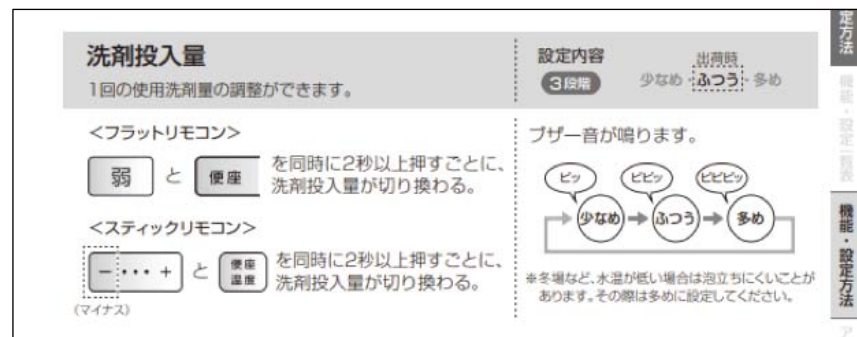 洗剤投入量
1回の使用洗剤量の調整ができます。
設定内容
3段階
出荷時
少なめ・ふつう・多め
<フラットリモコン>
弱 と 便座 を同時に2秒以上押すごとに、
洗剤投入量が切り換わる。
<スティックリモコン>
−・・・+ と 便座温度 を同時に2秒以上押すごとに、
洗剤投入量が切り換わる。
(マイナス)
ブザー音が鳴ります。
ピッ ピピッ ピピピッ
少なめ→ふつう→多め
※冬場など、水温が低い場合は泡立ちにくいことが
あります。その際は多めに設定してください。
定方法
機能・設定一覧表
機能・設定方法
ア